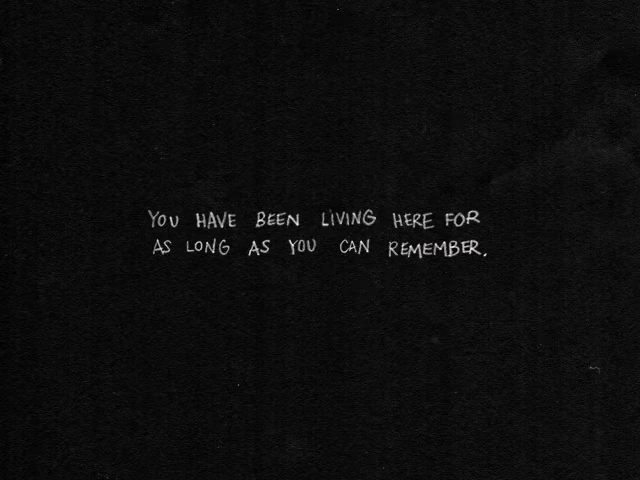 YOU HAVE BEEN LIVING HERE FOR
AS LONG AS YOU CAN REMEMBER.